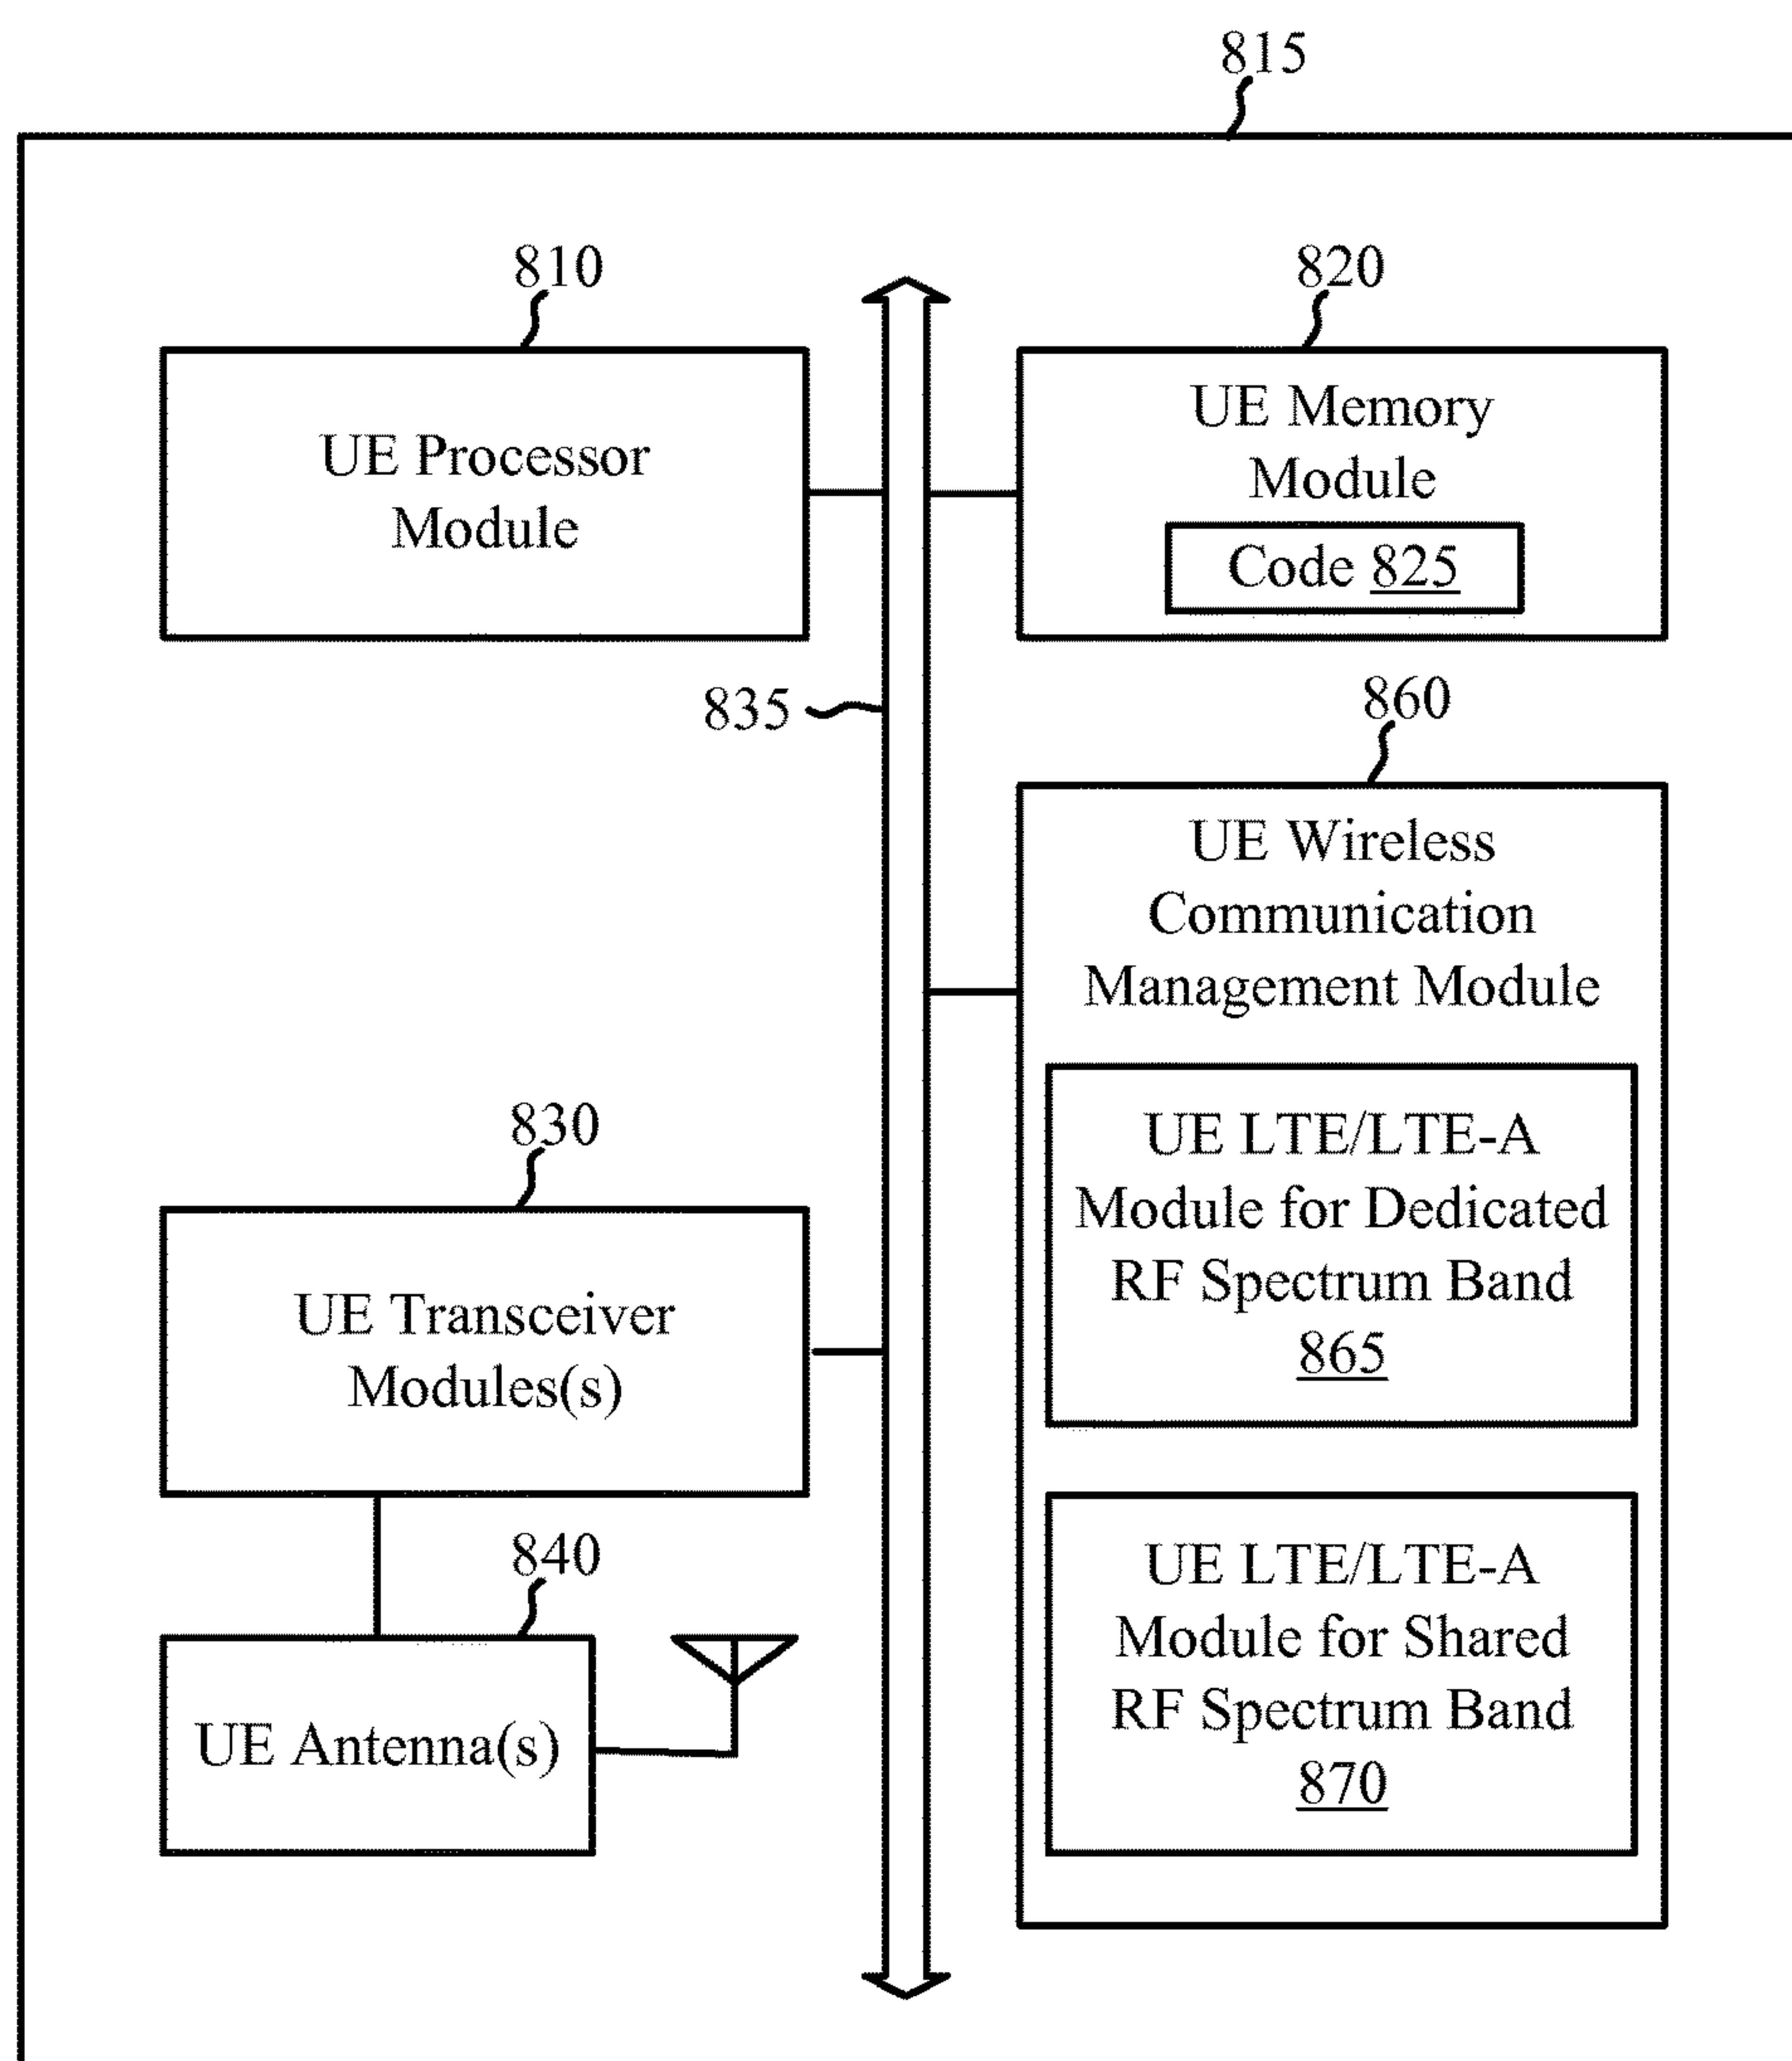 815
810
UE Processor
Module
820
UE Memory
Module
Code 825
835
860
UE Wireless
Communication
Management Module
UE LTE/LTE-A
Module for Dedicated
RF Spectrum Band
865
UE LTE/LTE-A
Module for Shared
RF Spectrum Band
870
830
UE Transceiver
Modules(s)
840
UE Antenna(s)